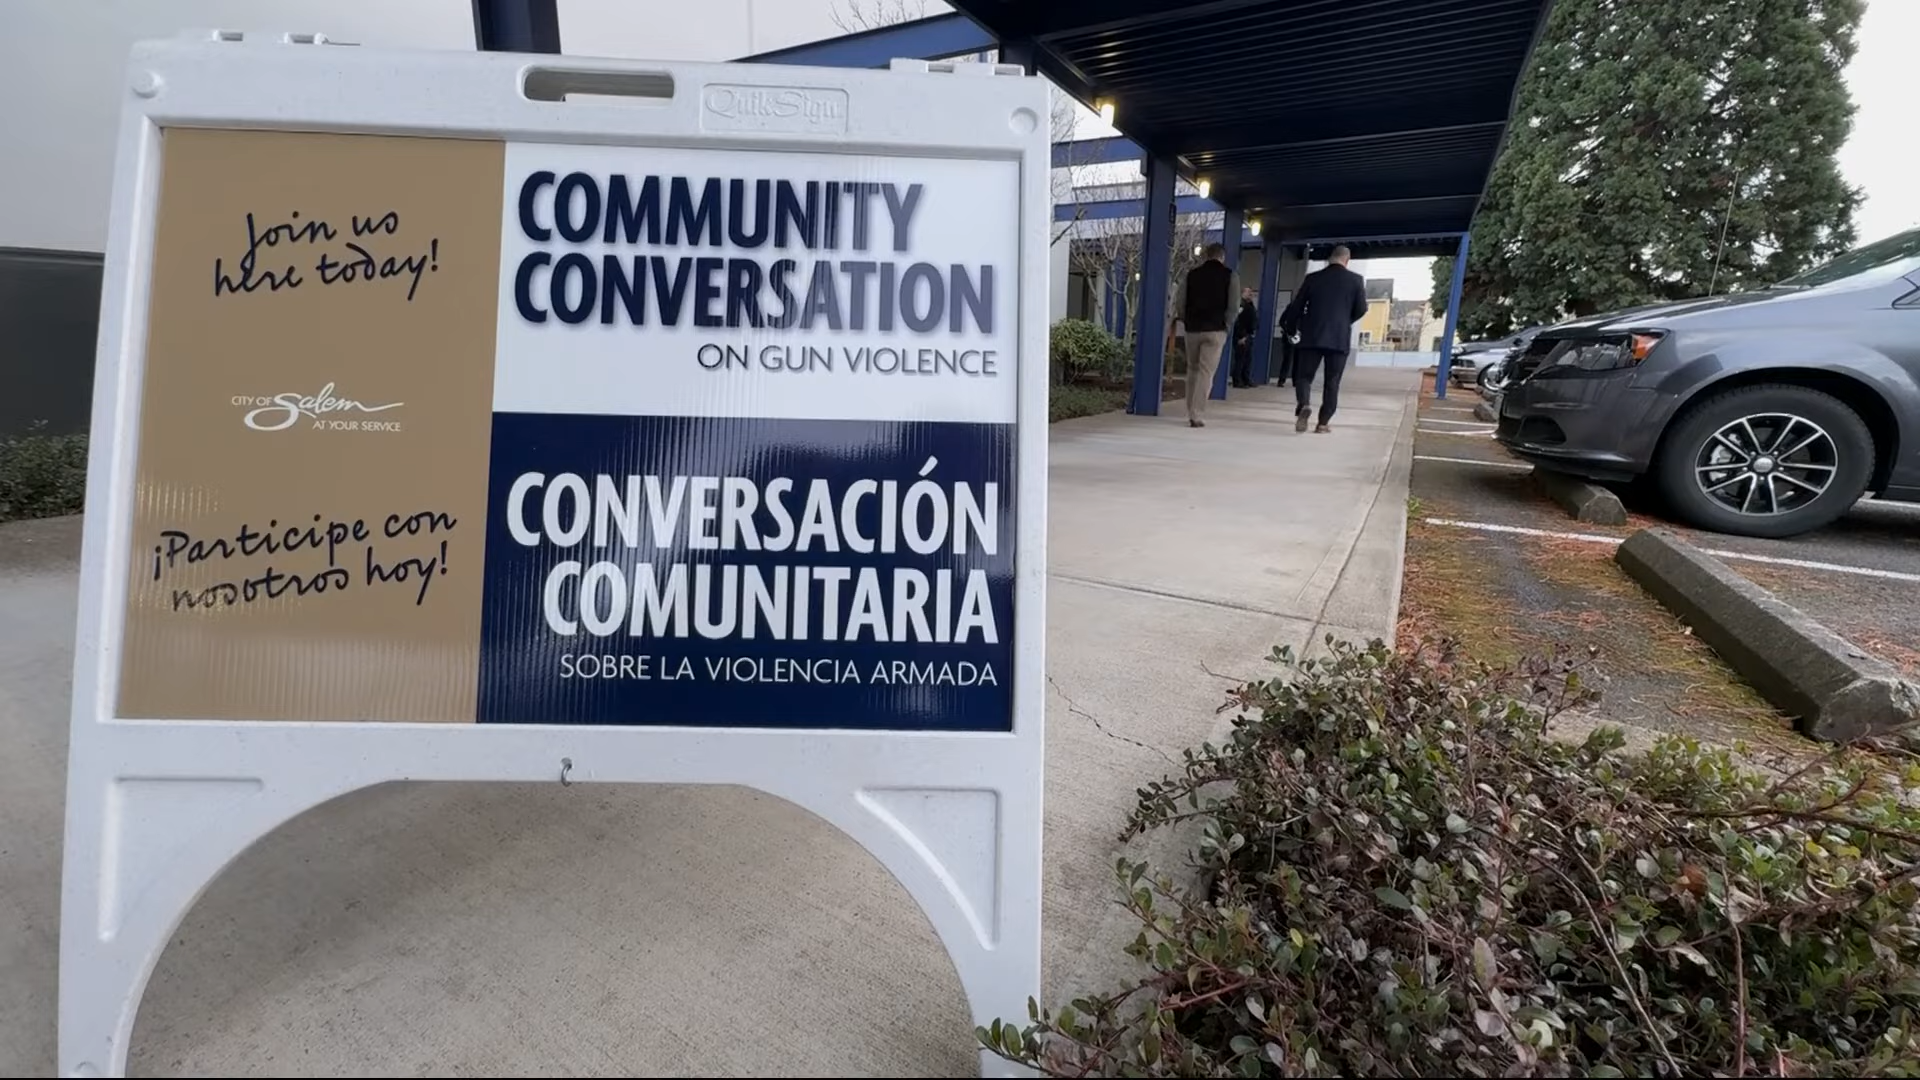 QuikSign
Join us
here today!
CITY OF Salem
AT YOUR SERVICE
¡Participe con
nosotros hoy!
COMMUNITY
CONVERSATION
ON GUN VIOLENCE
CONVERSACIÓN
COMUNITARIA
SOBRE LA VIOLENCIA ARMADA